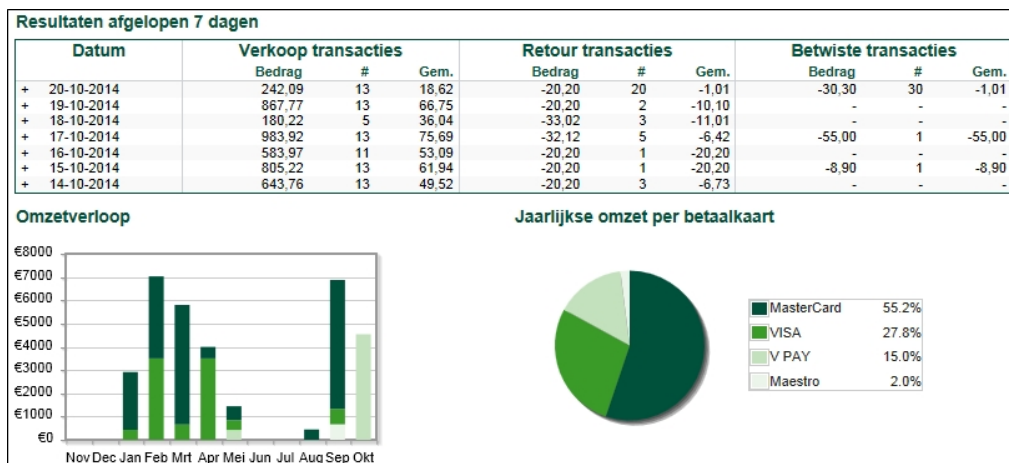 Resultaten afgelopen 7 dagen
Datum Verkoop transacties Retour transacties Betwiste transacties
Bedrag # Gem. Bedrag # Gem. Bedrag # Gem.
+ 20-10-2014 242,09 13 18,62 -20,20 20 -1,01 -30,30 30 -1,01
+ 19-10-2014 867,77 13 66,75 -20,20 2 -10,10 - - -
+ 18-10-2014 180,22 5 36,04 -33,02 3 -11,01 - - -
+ 17-10-2014 983,92 13 75,69 -32,12 5 -6,42 -55,00 1 -55,00
+ 16-10-2014 583,97 11 53,09 -20,20 1 -20,20 - - -
+ 15-10-2014 805,22 13 61,94 -20,20 1 -20,20 -8,90 1 -8,90
+ 14-10-2014 643,76 13 49,52 -20,20 3 -6,73 - - -
Omzetverloop
€8000
€7000
€6000
€5000
€4000
€3000
€2000
€1000
€0
Nov Dec Jan Feb Mrt Apr Mei Jun Jul Aug Sep Okt
Jaarlijkse omzet per betaalkaart
MasterCard 55.2%
VISA 27.8%
V PAY 15.0%
Maestro 2.0%